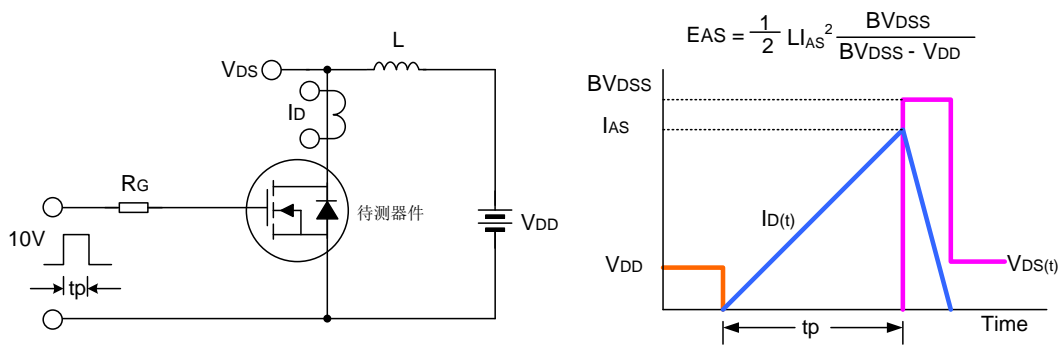 L
VDS
ID
RG
待测器件
VDD
10V
tp
EAS = 1/2 LIAS² BVDSS/(BVDSS - VDD)
BVDSS
IAS
ID(t)
VDD
VDS(t)
tp
Time